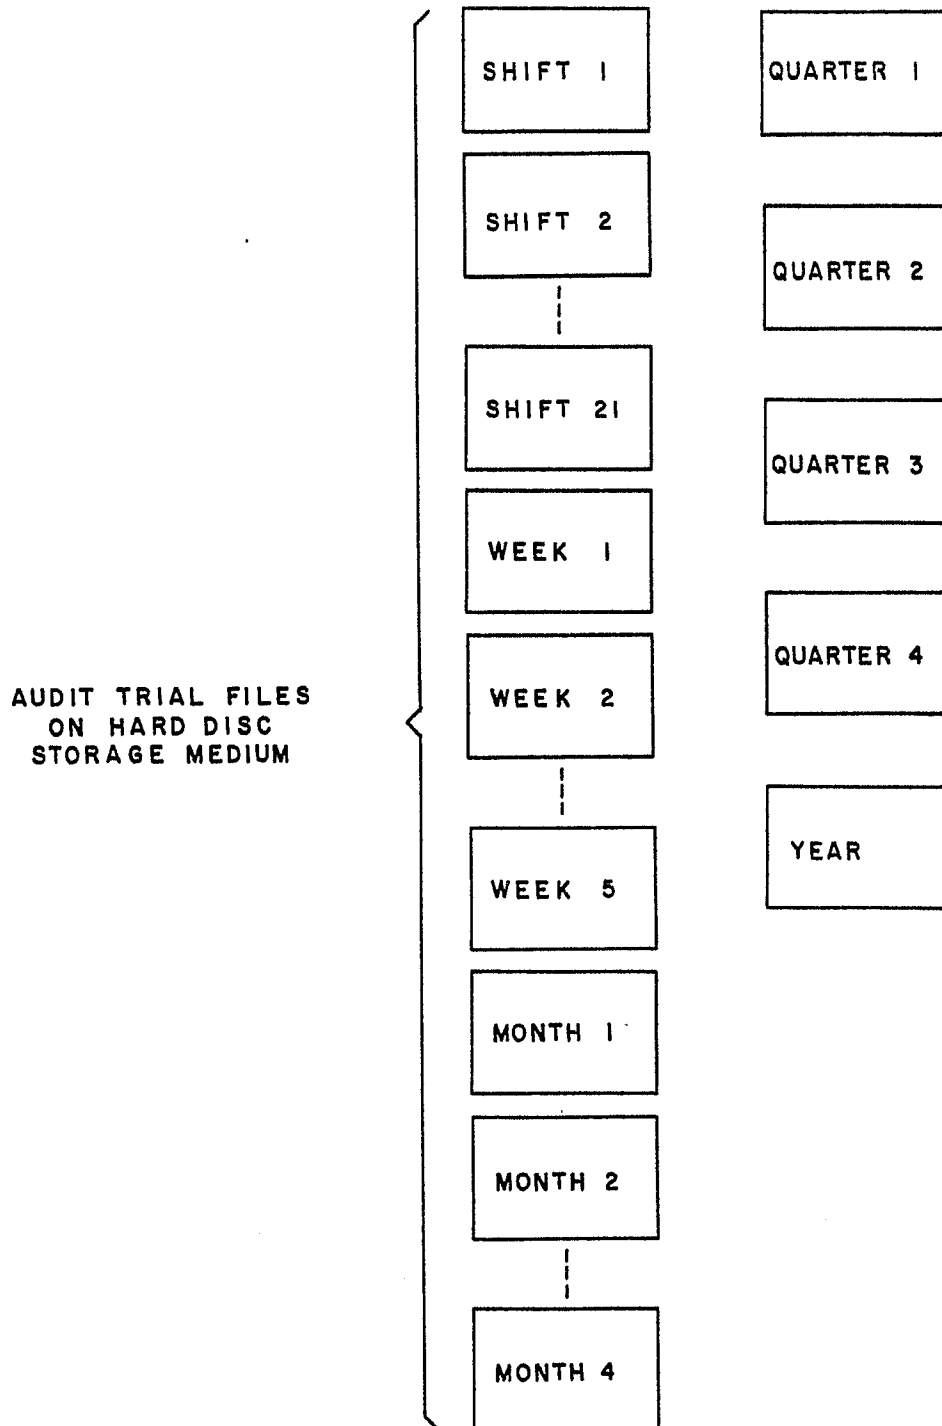 AUDIT TRIAL FILES
ON HARD DISC
STORAGE MEDIUM
SHIFT 1
SHIFT 2
SHIFT 21
WEEK 1
WEEK 2
WEEK 5
MONTH 1
MONTH 2
MONTH 4
QUARTER 1
QUARTER 2
QUARTER 3
QUARTER 4
YEAR